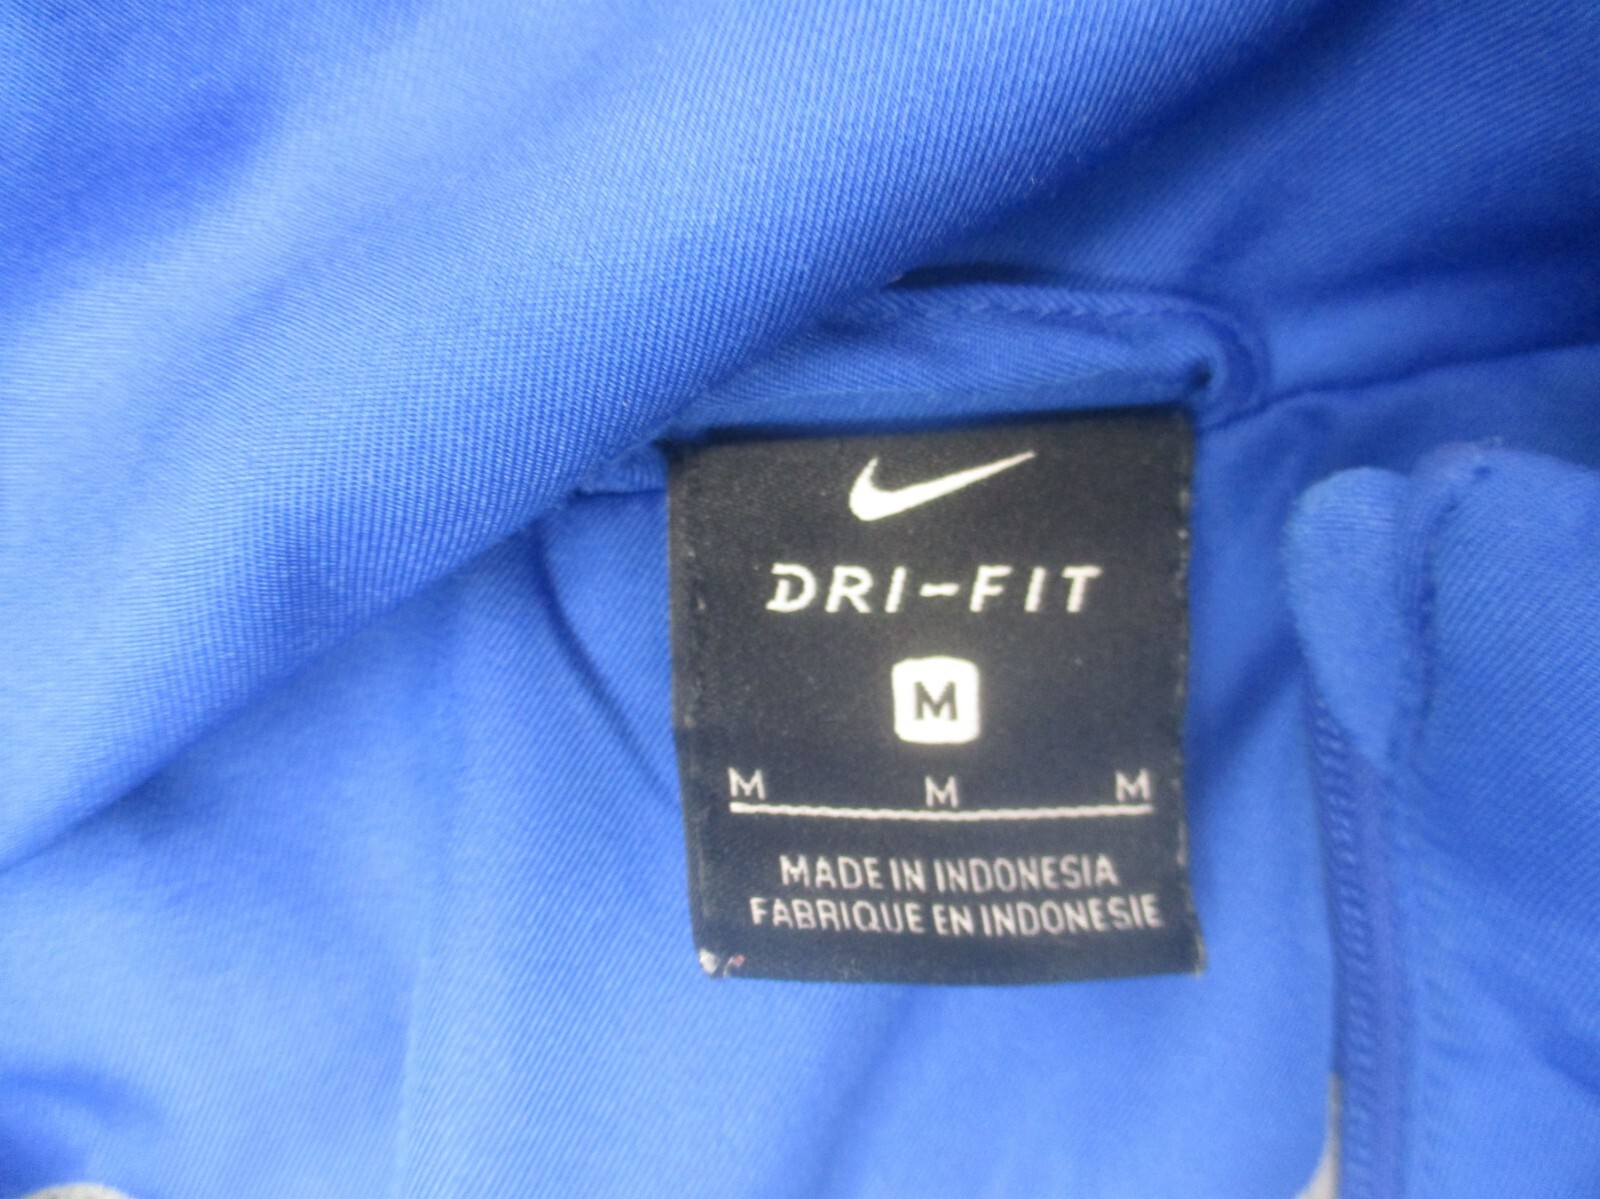 DRI-FIT
M
M M M
MADE IN INDONESIA
FABRIQUE EN INDONESIE